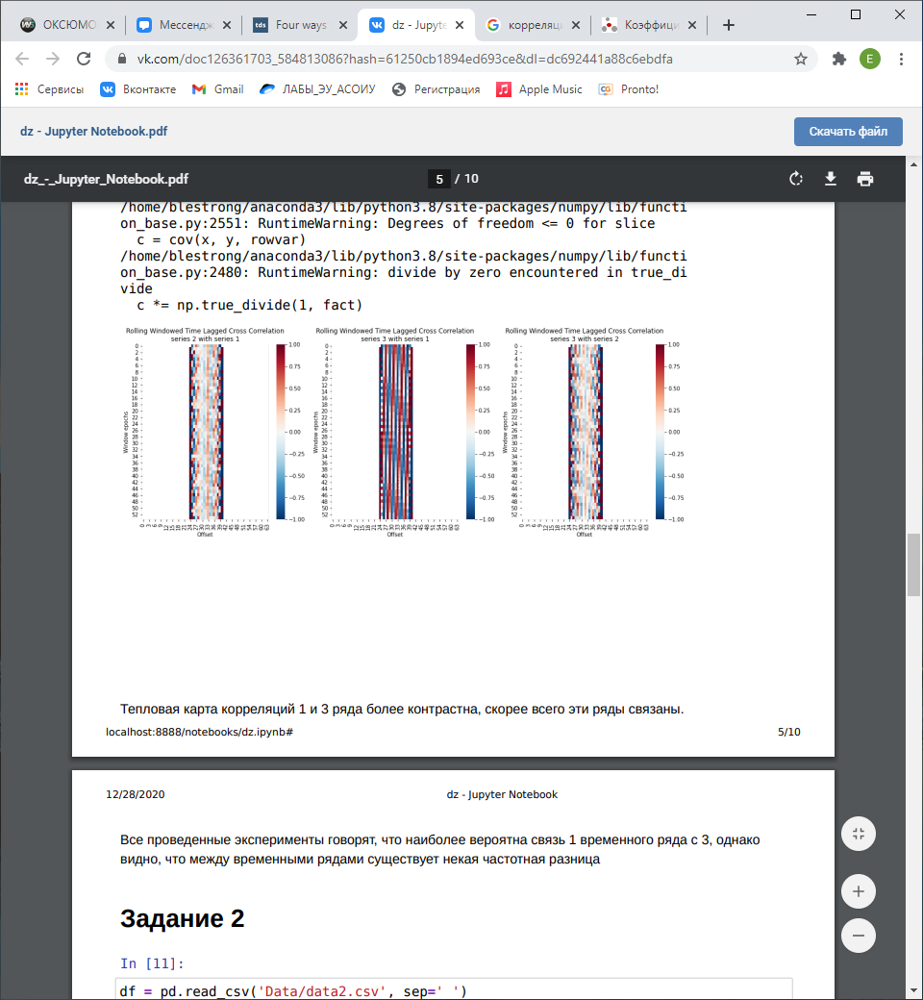 ОКСЮМО
Мессендж
tds
Four ways
dz - Jupyte
корреляц
Коэффици
vk.com/doc126361703_584813086?hash=61250cb1894ed693ce&dl=dc692441a88c6ebdfa
E
Сервисы
Вконтакте
Gmail
ЛАБЫ_ЭУ_АСОИУ
Регистрация
Apple Music
CG
Pronto!
dz - Jupyter Notebook.pdf
Скачать файл
dz_-_Jupyter_Notebook.pdf
5 / 10
/home/blestrong/anaconda3/lib/python3.8/site-packages/numpy/lib/functi
on_base.py:2551: RuntimeWarning: Degrees of freedom <= 0 for slice
c = cov(x, y, rowvar)
/home/blestrong/anaconda3/lib/python3.8/site-packages/numpy/lib/functi
on_base.py:2480: RuntimeWarning: divide by zero encountered in true_di
vide
c *= np.true_divide(1, fact)
Rolling Windowed Time Lagged Cross Correlation
series 2 with series 1
Window epochs
0
2
4
6
8
10
12
14
16
18
20
22
24
26
28
30
32
34
36
38
40
42
44
46
48
50
52
0 3 6 9 12 15 18 21 24 27 30 33 36 39 42 45 48 51 54 57 60 63
Offset
1.00
0.75
0.50
0.25
0.00
−0.25
−0.50
−0.75
−1.00
Rolling Windowed Time Lagged Cross Correlation
series 3 with series 1
Window epochs
0
2
4
6
8
10
12
14
16
18
20
22
24
26
28
30
32
34
36
38
40
42
44
46
48
50
52
0 3 6 9 12 15 18 21 24 27 30 33 36 39 42 45 48 51 54 57 60 63
Offset
1.00
0.75
0.50
0.25
0.00
−0.25
−0.50
−0.75
−1.00
Rolling Windowed Time Lagged Cross Correlation
series 3 with series 2
Window epochs
0
2
4
6
8
10
12
14
16
18
20
22
24
26
28
30
32
34
36
38
40
42
44
46
48
50
52
0 3 6 9 12 15 18 21 24 27 30 33 36 39 42 45 48 51 54 57 60 63
Offset
1.00
0.75
0.50
0.25
0.00
−0.25
−0.50
−0.75
−1.00
Тепловая карта корреляций 1 и 3 ряда более контрастна, скорее всего эти ряды связаны.
localhost:8888/notebooks/dz.ipynb#
5/10
12/28/2020
dz - Jupyter Notebook
Все проведенные эксперименты говорят, что наиболее вероятна связь 1 временного ряда с 3, однако
видно, что между временными рядами существует некая частотная разница
Задание 2
In [11]:
df = pd.read_csv('Data/data2.csv', sep=' ')